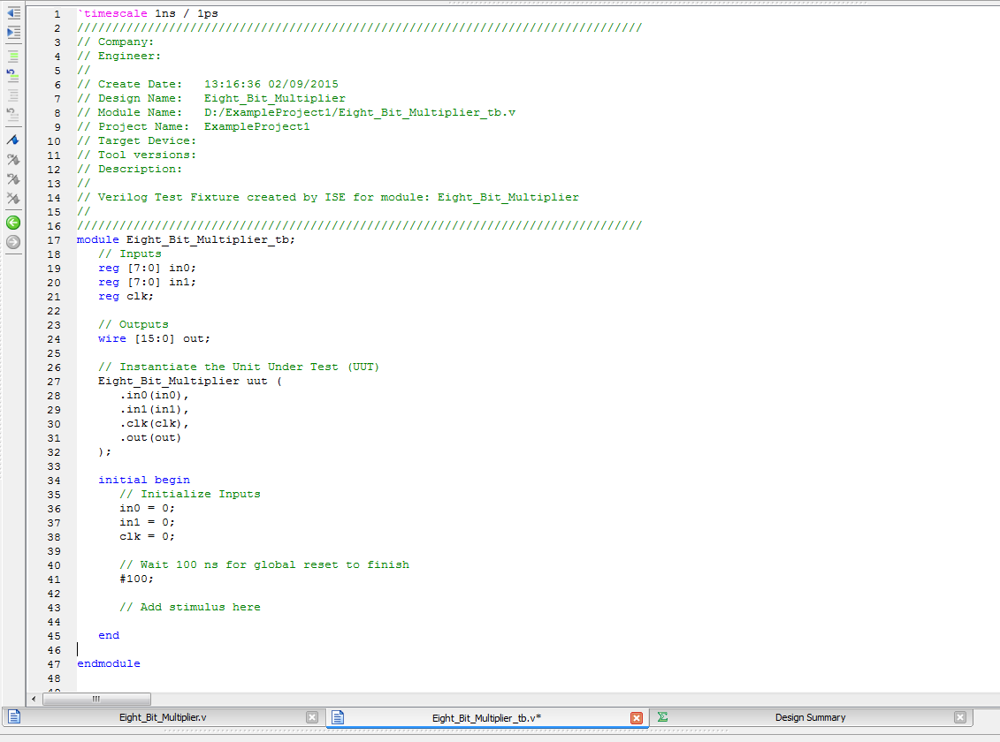 1 `timescale 1ns / 1ps
2 ////////////////////////////////////////////////////////////////////////////////
3 // Company:
4 // Engineer:
5 //
6 // Create Date:   13:16:36 02/09/2015
7 // Design Name:   Eight_Bit_Multiplier
8 // Module Name:   D:/ExampleProject1/Eight_Bit_Multiplier_tb.v
9 // Project Name:  ExampleProject1
10 // Target Device:
11 // Tool versions:
12 // Description:
13 //
14 // Verilog Test Fixture created by ISE for module: Eight_Bit_Multiplier
15 //
16 ////////////////////////////////////////////////////////////////////////////////
17 module Eight_Bit_Multiplier_tb;
18    // Inputs
19    reg [7:0] in0;
20    reg [7:0] in1;
21    reg clk;
22
23    // Outputs
24    wire [15:0] out;
25
26    // Instantiate the Unit Under Test (UUT)
27    Eight_Bit_Multiplier uut (
28       .in0(in0),
29       .in1(in1),
30       .clk(clk),
31       .out(out)
32    );
33
34    initial begin
35       // Initialize Inputs
36       in0 = 0;
37       in1 = 0;
38       clk = 0;
39
40       // Wait 100 ns for global reset to finish
41       #100;
42
43       // Add stimulus here
44
45    end
46
47 endmodule
48
Eight_Bit_Multiplier.v
Eight_Bit_Multiplier_tb.v*
Design Summary